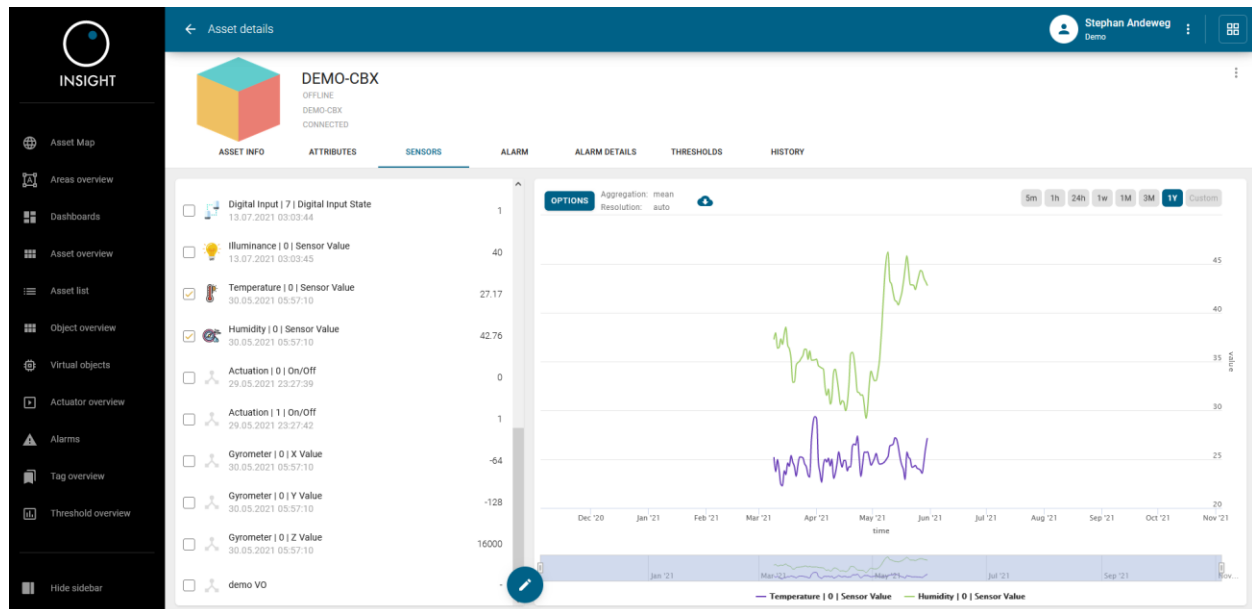 INSIGHT
Asset Map
Areas overview
Dashboards
Asset overview
Asset list
Object overview
Virtual objects
Actuator overview
Alarms
Tag overview
Threshold overview
Hide sidebar
Asset details
Stephan Andeweg
Demo
DEMO-CBX
OFFLINE
DEMO-CBX
CONNECTED
ASSET INFO ATTRIBUTES SENSORS ALARM ALARM DETAILS THRESHOLDS HISTORY
Digital Input | 7 | Digital Input State
13.07.2021 03:03:44
1
Illuminance | 0 | Sensor Value
13.07.2021 03:03:45
40
Temperature | 0 | Sensor Value
30.05.2021 05:57:10
27.17
Humidity | 0 | Sensor Value
30.05.2021 05:57:10
42.76
Actuation | 0 | On/Off
29.05.2021 23:27:39
0
Actuation | 1 | On/Off
29.05.2021 23:27:42
1
Gyrometer | 0 | X Value
30.05.2021 05:57:10
-64
Gyrometer | 0 | Y Value
30.05.2021 05:57:10
-128
Gyrometer | 0 | Z Value
30.05.2021 05:57:10
16000
demo VO
-
OPTIONS
Aggregation: mean
Resolution: auto
5m 1h 24h 1w 1M 3M 1Y Custom
45
40
35
30
25
20
value
Dec '20 Jan '21 Feb '21 Mar '21 Apr '21 May '21 Jun '21 Jul '21 Aug '21 Sep '21 Oct '21 Nov '21
time
Jan '21 Mar '21 May '21 Jul '21 Sep '21 Nov...
Temperature | 0 | Sensor Value Humidity | 0 | Sensor Value